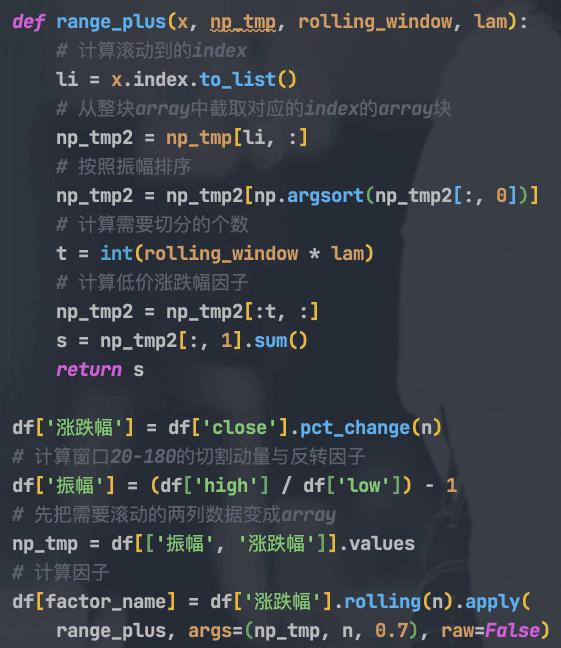 def range_plus(x, np_tmp, rolling_window, lam):
    # 计算滚动到的index
    li = x.index.to_list()
    # 从整块array中截取对应的index的array块
    np_tmp2 = np_tmp[li, :]
    # 按照振幅排序
    np_tmp2 = np_tmp2[np.argsort(np_tmp2[:, 0])]
    # 计算需要切分的个数
    t = int(rolling_window * lam)
    # 计算低价涨跌幅因子
    np_tmp2 = np_tmp2[:t, :]
    s = np_tmp2[:, 1].sum()
    return s

df['涨跌幅'] = df['close'].pct_change(n)
# 计算窗口20-180的切割动量与反转因子
df['振幅'] = (df['high'] / df['low']) - 1
# 先把需要滚动的两列数据变成array
np_tmp = df[['振幅', '涨跌幅']].values
# 计算因子
df[factor_name] = df['涨跌幅'].rolling(n).apply(
    range_plus, args=(np_tmp, n, 0.7), raw=False)